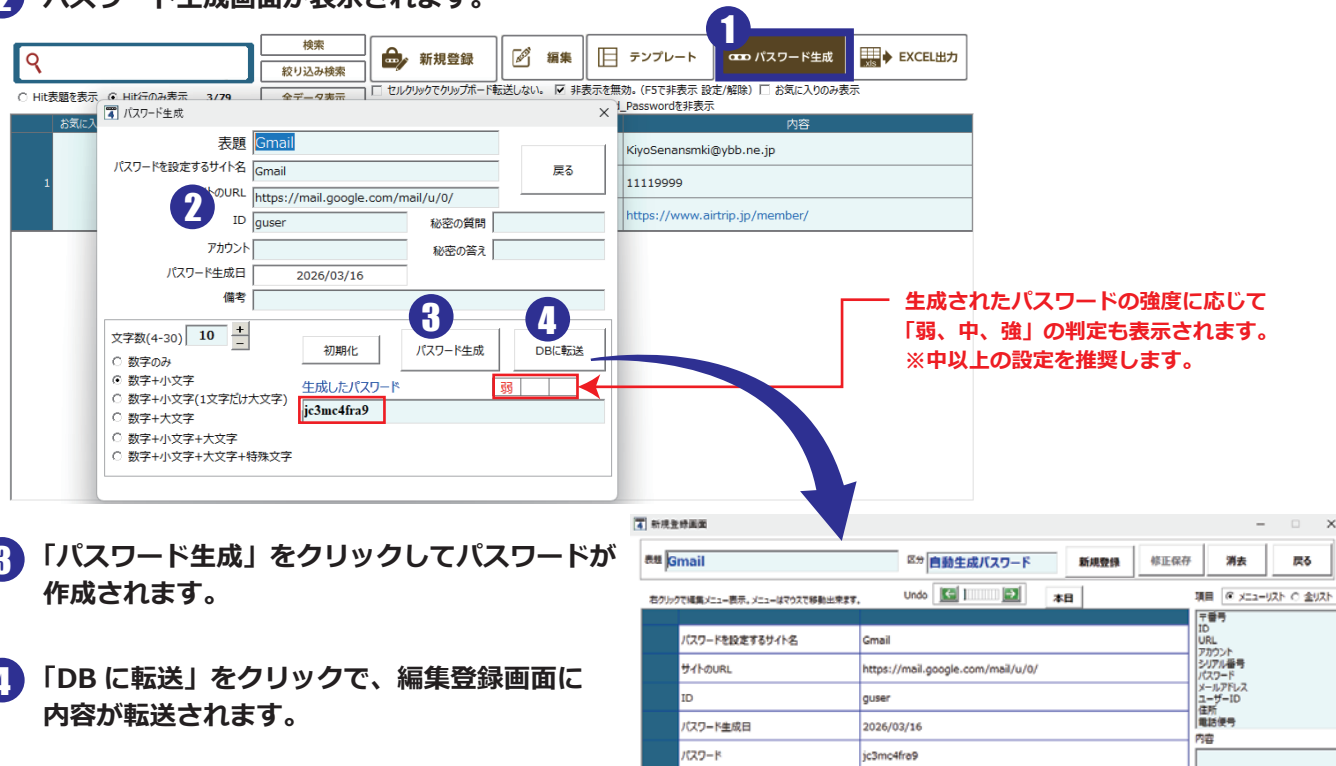 2 パスワード生成画面が表示されます。
1
検索
絞り込み検索
全データ表示
新規登録
編集
テンプレート
パスワード生成
xls
EXCEL出力
Hit表題を表示 Hit行のみ表示 3/79
セルクリックでクリップボード転送しない。 非表示を無効。(F5で非表示 設定/解除) お気に入りのみ表示
d_Passwordを非表示
お気に入
内容
1
KiyoSenansmki@ybb.ne.jp
11119999
https://www.airtrip.jp/member/
パスワード生成
表題 Gmail
パスワードを設定するサイト名 Gmail
戻る
2
のURL https://mail.google.com/mail/u/0/
ID guser
秘密の質問
アカウント
秘密の答え
パスワード生成日 2026/03/16
備考
3
4
文字数(4-30) 10 + −
初期化
パスワード生成
DBに転送
数字のみ
数字+小文字
数字+小文字(1文字だけ大文字)
数字+大文字
数字+小文字+大文字
数字+小文字+大文字+特殊文字
生成したパスワード
弱
jc3mc4fra9
生成されたパスワードの強度に応じて
「弱、中、強」の判定も表示されます。
※中以上の設定を推奨します。
3 「パスワード生成」をクリックしてパスワードが
作成されます。
4 「DB に転送」をクリックで、編集登録画面に
内容が転送されます。
新規登録画面
表題 Gmail
区分 自動生成パスワード
新規登録
修正保存
消去
戻る
右クリックで編集メニュー表示。メニューはマウスで移動出来ます。
Undo
本日
項目 メニューリスト 全リスト
パスワードを設定するサイト名 Gmail
サイトのURL https://mail.google.com/mail/u/0/
ID guser
パスワード生成日 2026/03/16
パスワード jc3mc4fra9
〒番号
ID
URL
アカウント
シリアル番号
パスワード
メールアドレス
ユーザーID
住所
電話便号
内容